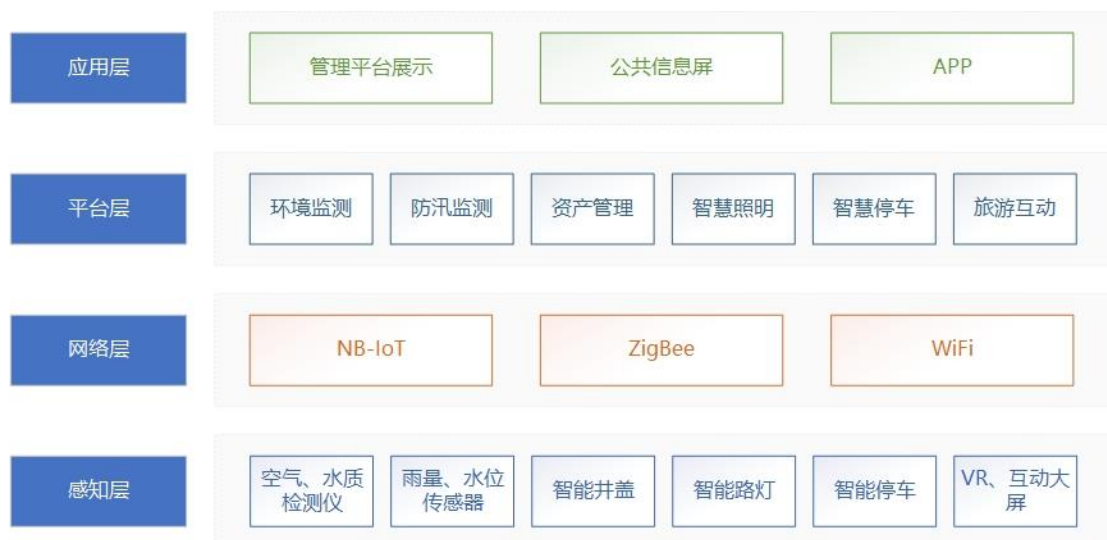 应用层
管理平台展示
公共信息屏
APP
平台层
环境监测
防汛监测
资产管理
智慧照明
智慧停车
旅游互动
网络层
NB-IoT
ZigBee
WiFi
感知层
空气、水质
检测仪
雨量、水位
传感器
智能井盖
智能路灯
智能停车
VR、互动大
屏